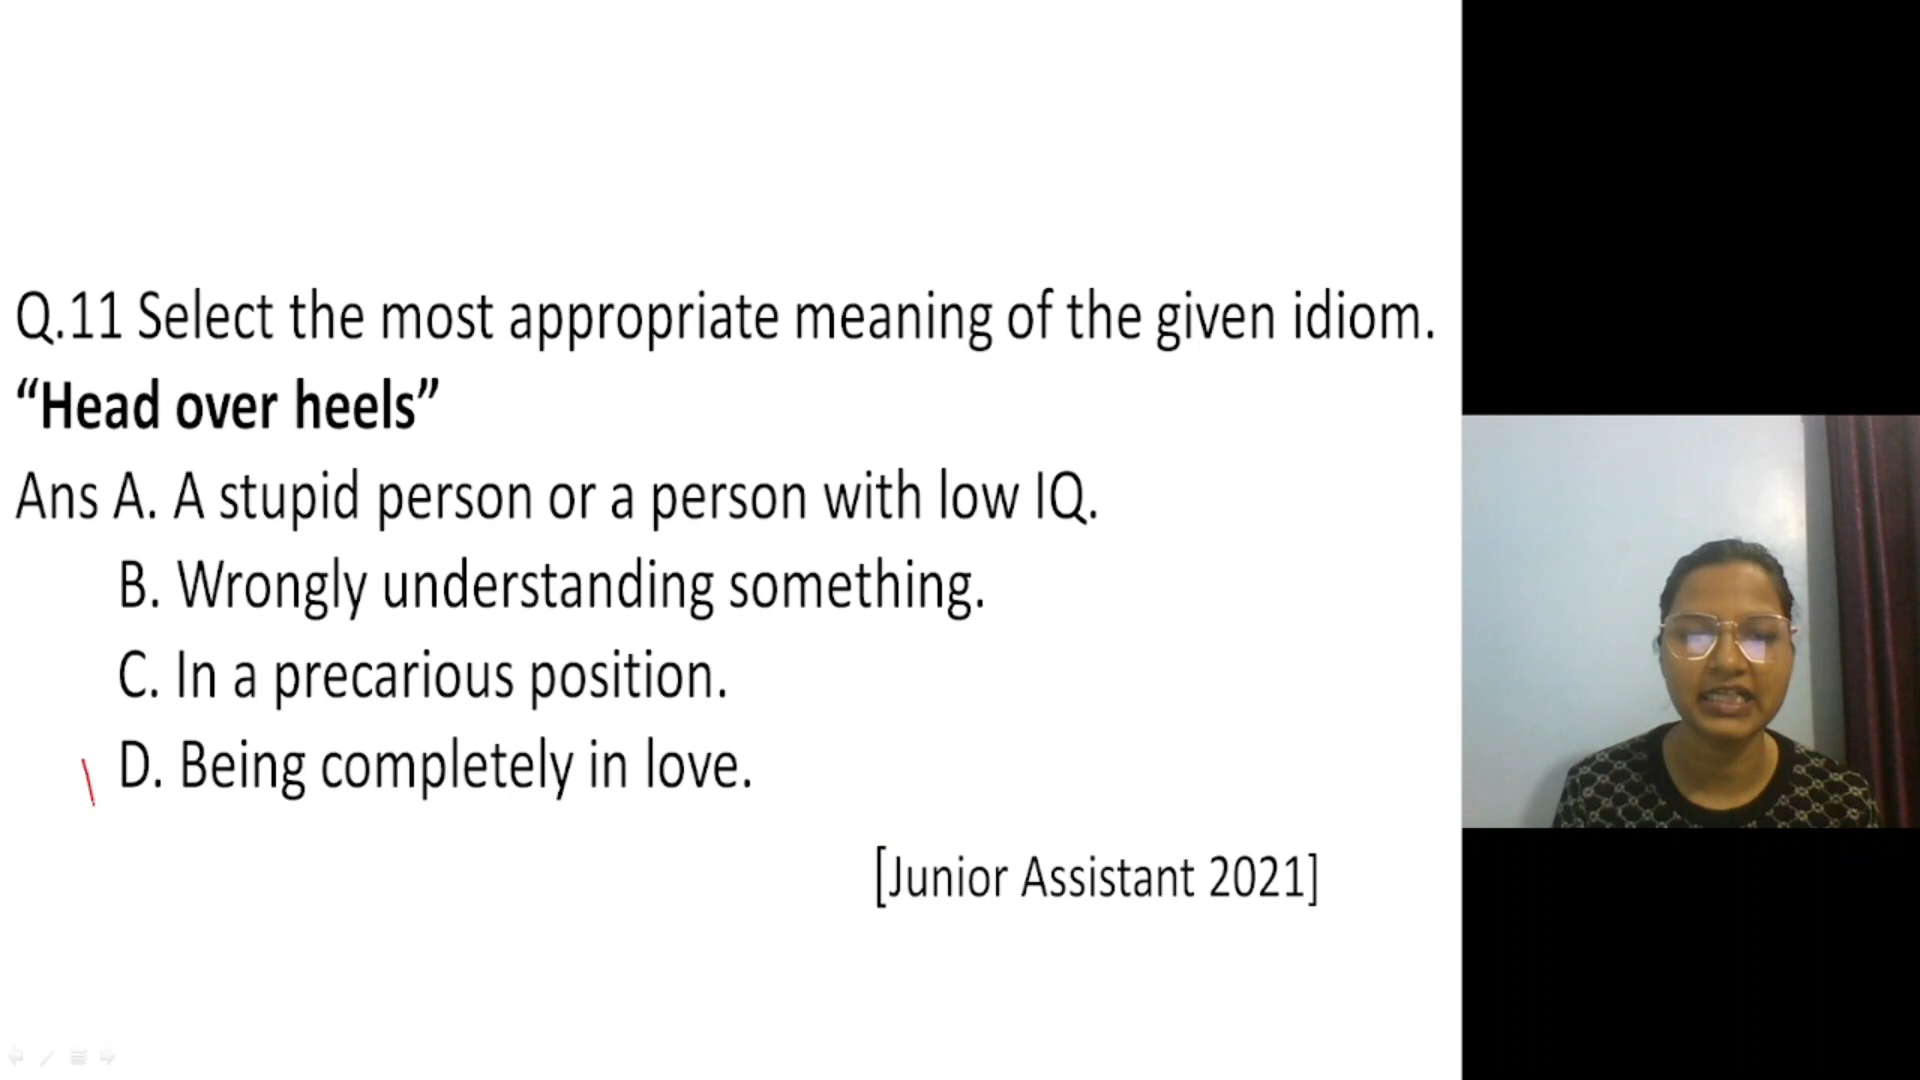 Q.11 Select the most appropriate meaning of the given idiom.
“Head over heels”
Ans A. A stupid person or a person with low IQ.
B. Wrongly understanding something.
C. In a precarious position.
D. Being completely in love.
[Junior Assistant 2021]